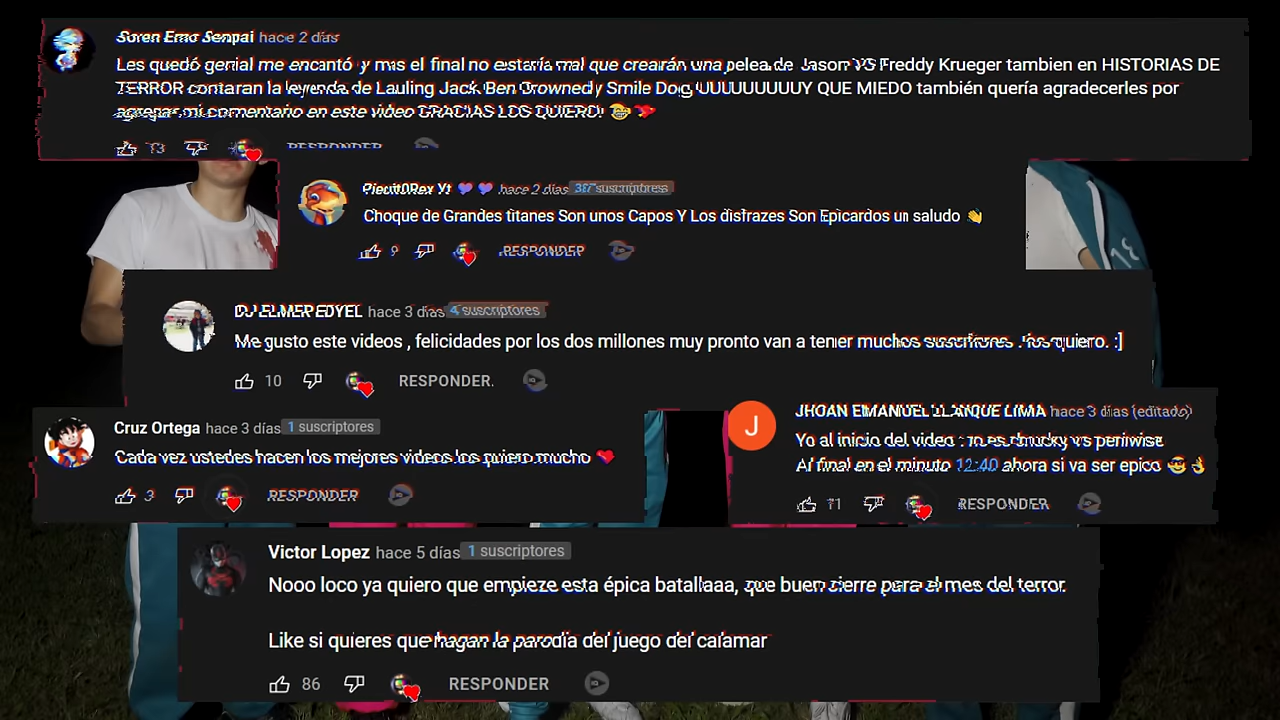 Soren Emo Senpai hace 2 días
Les quedó genial me encantó y mas el final no estaría mal que crearán una pelea de Jason VS Freddy Krueger tambien en HISTORIAS DE
TERROR contaran la leyenda de Lauling Jack Ben Drowned y Smile Dog UUUUUUUUUY QUE MIEDO también quería agradecerles por
agregar mi comentario en este video GRACIAS LOS QUIERO! 😁💓
13 RESPONDER
hace 2 días 387 suscriptores
Choque de Grandes titanes Son unos Capos Y Los disfrazes Son Epicardos un saludo 👏
9 RESPONDER
DJ ELMER EDYEL hace 3 días 4 suscriptores
Me gusto este videos , felicidades por los dos millones muy pronto van a tener muchos . los quiero. :]
10 RESPONDER
Cruz Ortega hace 3 días 1 suscriptores
Cada vez ustedes hacen los mejores videos los quiero mucho ❤️
3 RESPONDER
J
JHOAN EMANUEL LLANQUE LIMA hace 3 días (editado)
Yo al inicio del video : no es chucky vs periwise
Al final en el minuto 12:40 ahora si va ser epico 😎👌
11 RESPONDER
13
Victor Lopez hace 5 días 1 suscriptores
Nooo loco ya quiero que empieze esta épica batallaaa, que buen cierre para el mes del terror.
Like si quieres que hagan la parodia del juego del calamar
86 RESPONDER